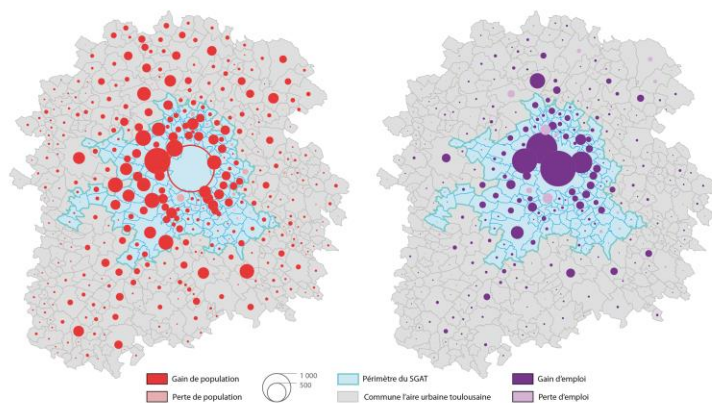 Gain de population
Perte de population
1 000
500
Périmètre du SGAT
Commune l'aire urbaine toulousaine
Gain d'emploi
Perte d'emploi